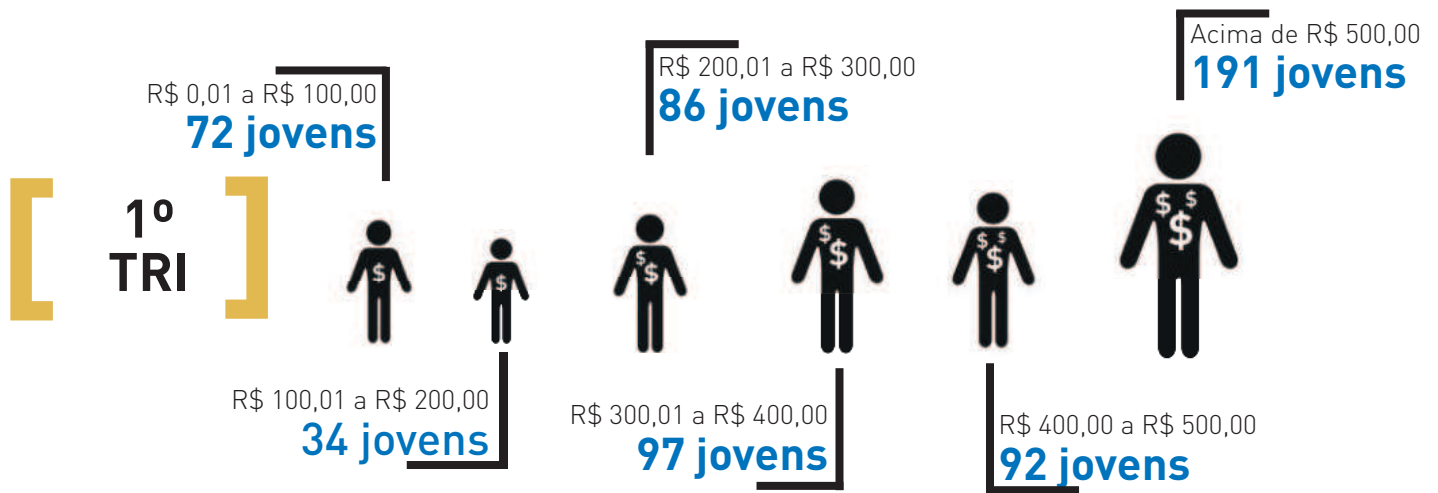 1º
TRI
R$ 0,01 a R$ 100,00
72 jovens
R$ 100,01 a R$ 200,00
34 jovens
R$ 200,01 a R$ 300,00
86 jovens
R$ 300,01 a R$ 400,00
97 jovens
R$ 400,00 a R$ 500,00
92 jovens
Acima de R$ 500,00
191 jovens